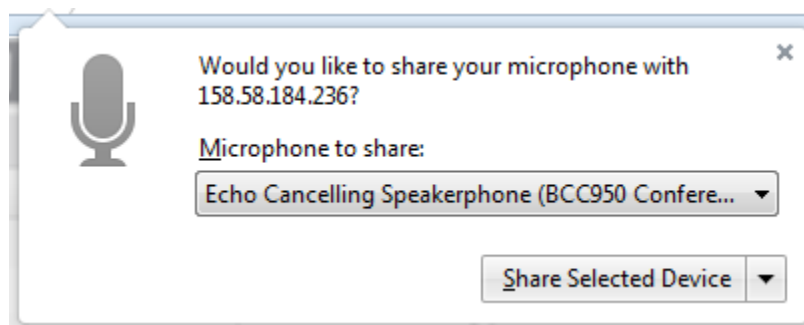 Would you like to share your microphone with
158.58.184.236?
Microphone to share:
Echo Cancelling Speakerphone (BCC950 Confere...
Share Selected Device